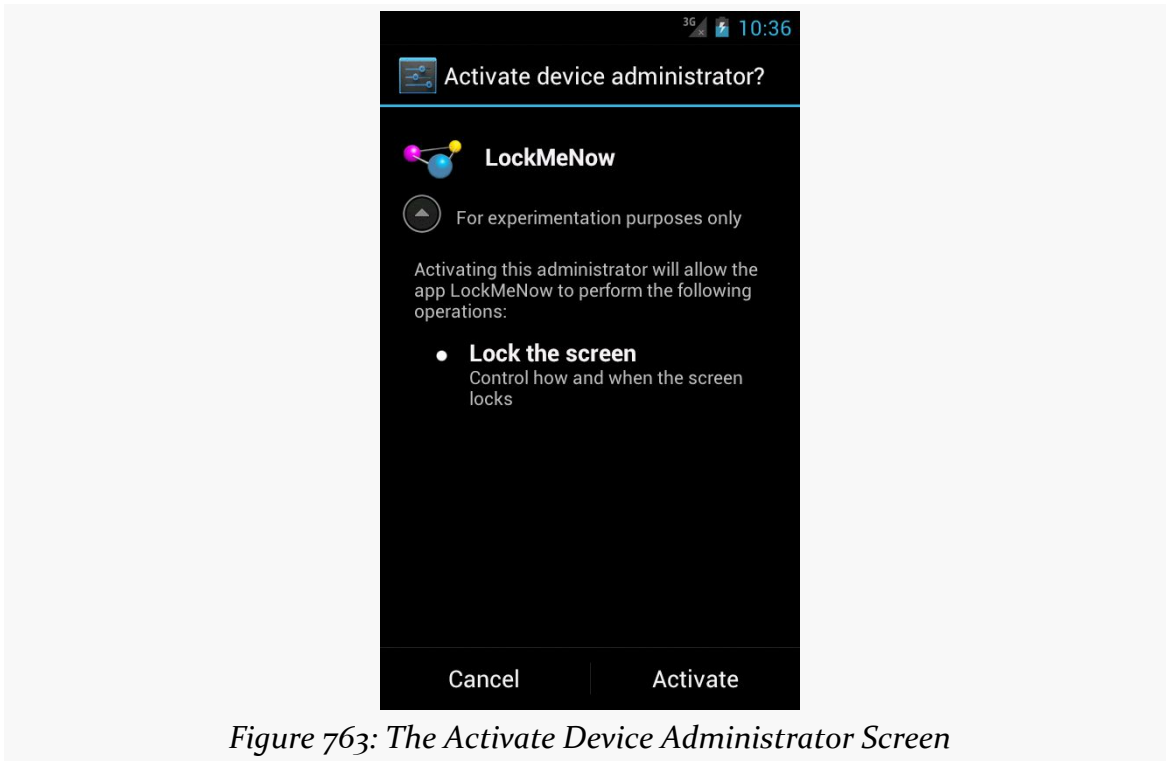 3G 10:36
Activate device administrator?
LockMeNow
For experimentation purposes only
Activating this administrator will allow the
app LockMeNow to perform the following
operations:
Lock the screen
Control how and when the screen
locks
Cancel Activate
Figure 763: The Activate Device Administrator Screen